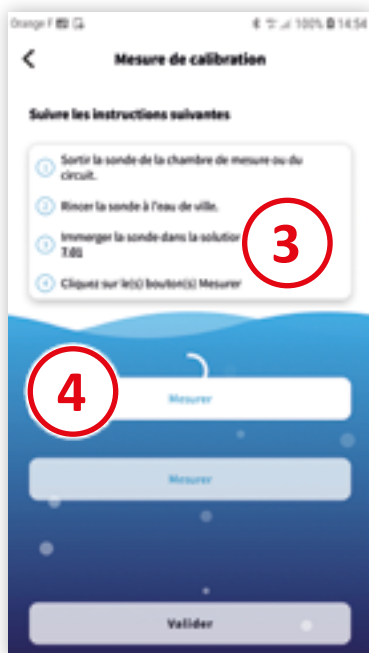 Orange F 100% 14:54
Mesure de calibration
Suivre les instructions suivantes
1 Sortir la sonde de la chambre de mesure ou du
circuit.
2 Rincer la sonde à l'eau de ville.
3 Immerger la sonde dans la solution
7.01
3
4 Cliquez sur le(s) bouton(s) Mesurer
4
Mesurer
Mesurer
Valider